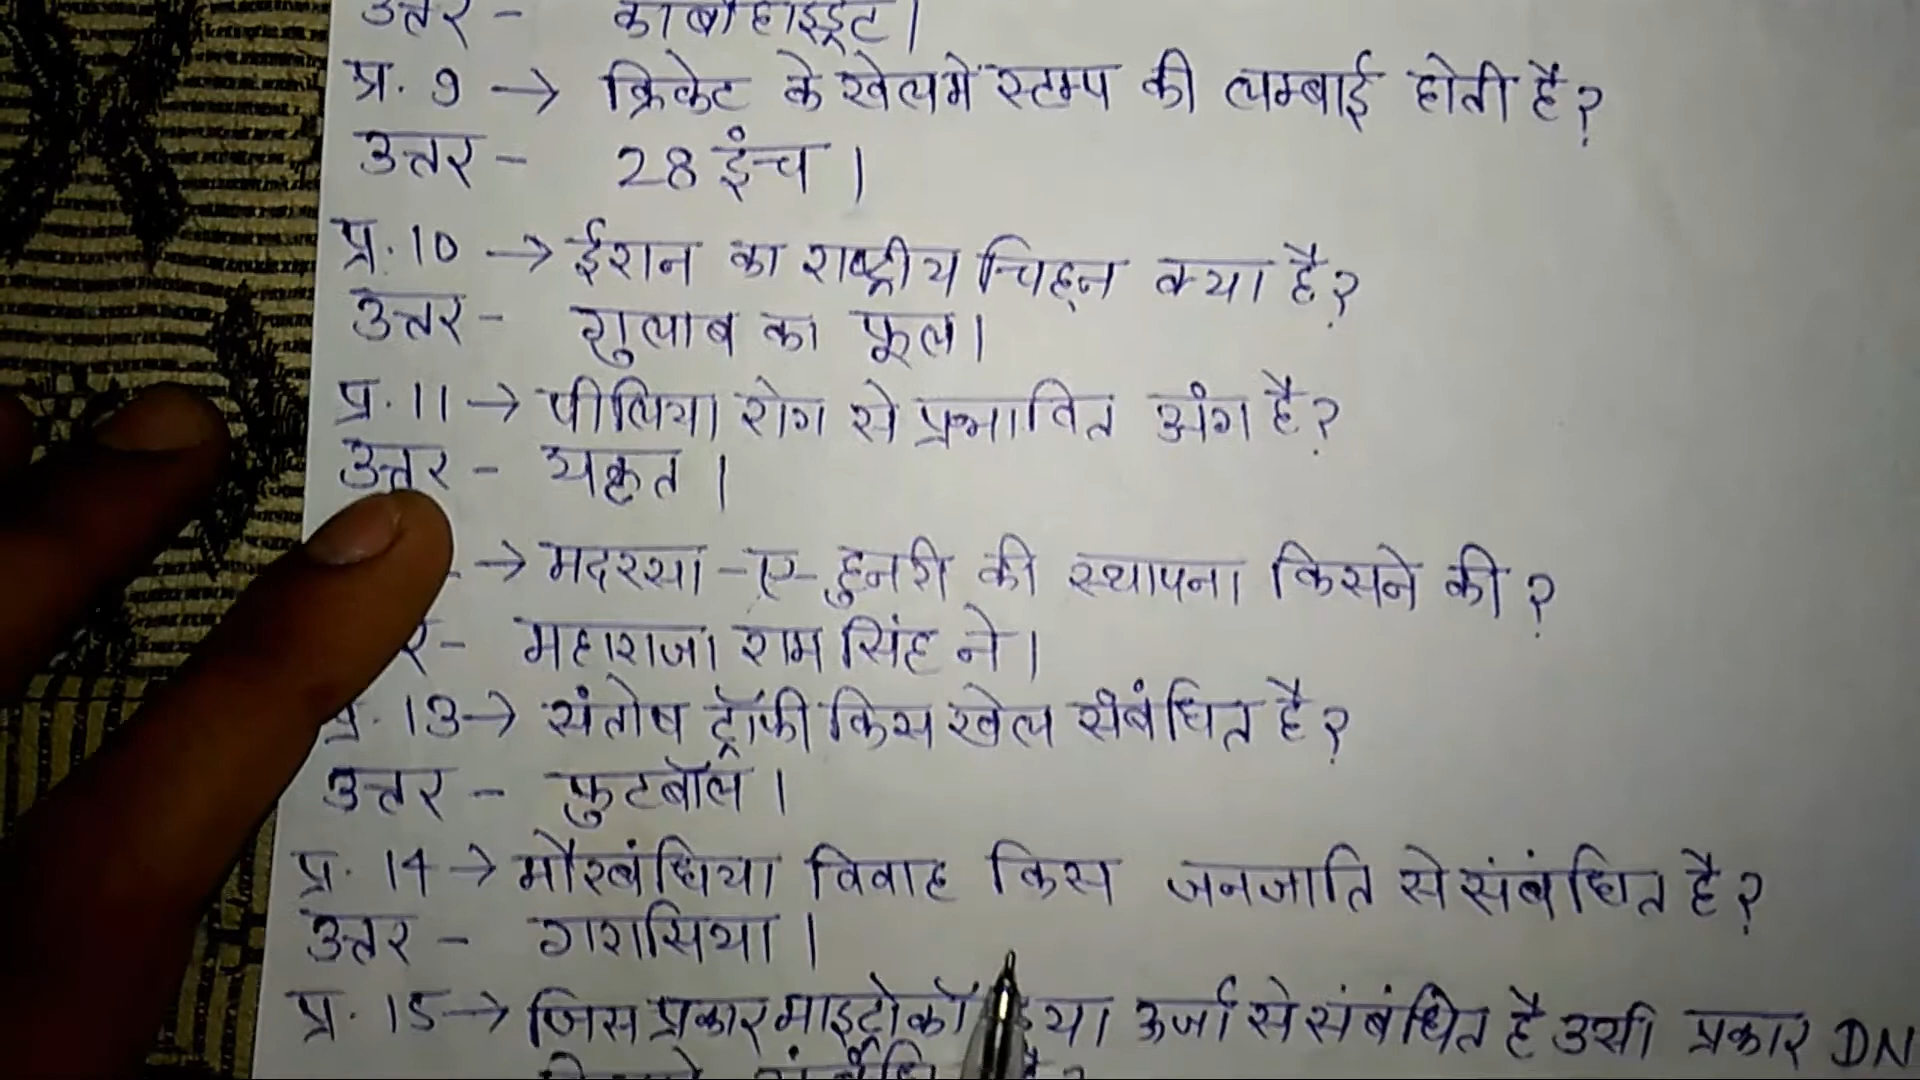 उत्तर - कार्बोहाइड्रेट।
प्र. 9 → क्रिकेट के खेल में स्टम्प की लम्बाई होती है?
उत्तर - 28 इंच।
प्र. 10 → ईरान का राष्ट्रीय चिह्न क्या है?
उत्तर - गुलाब का फूल।
प्र. 11 → पीलिया रोग से प्रभावित अंग है?
उत्तर - यकृत।
→ मदरसा-ए-हुनरी की स्थापना किसने की?
र - महाराजा राम सिंह ने।
प्र. 13 → संतोष ट्रॉफी किस खेल संबंधित है?
उत्तर - फुटबॉल।
प्र. 14 → मौरबंधिया विवाह किस जनजाति से संबंधित है?
उत्तर - गरासिया।
प्र. 15 → जिस प्रकार ऊर्जा से संबंधित है उसी प्रकार DN